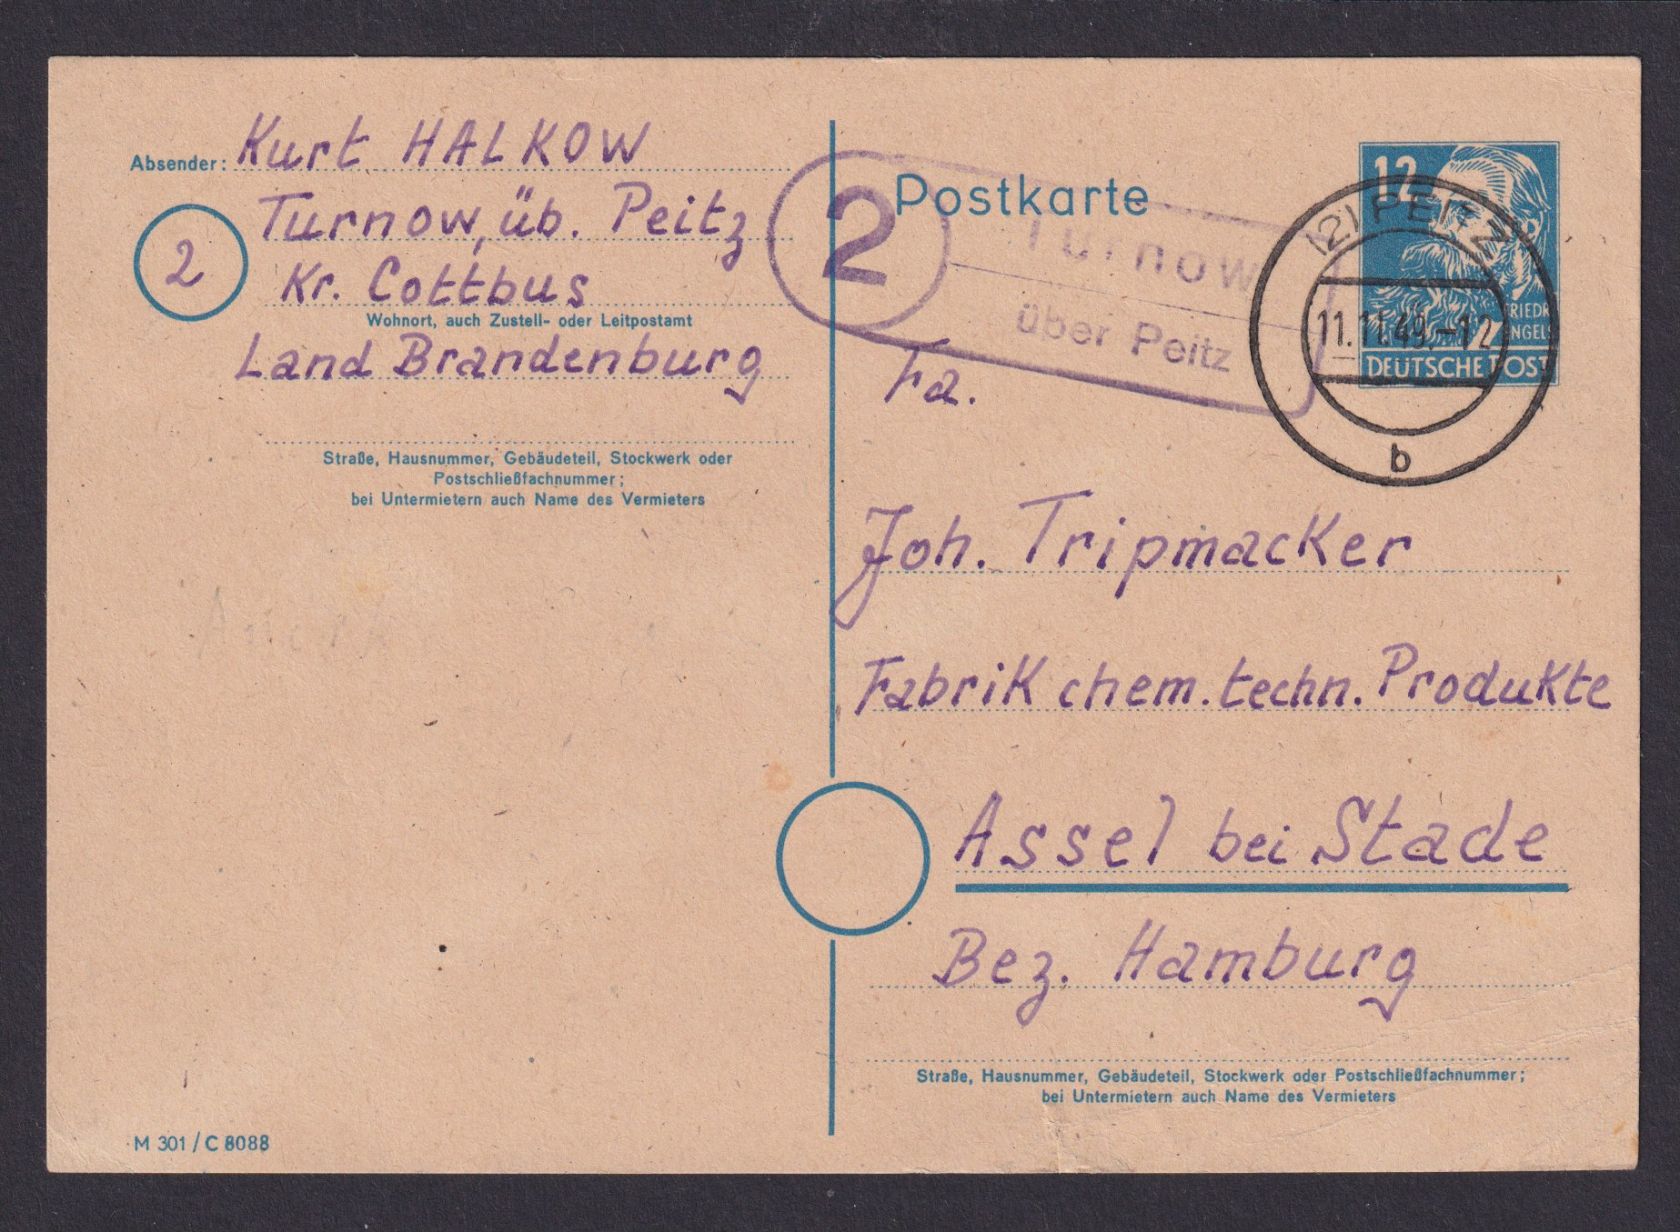 Absender: Kurt HALKOW
Turnow, üb. Peitz
2
Kr. Cottbus
Wohnort, auch Zustell- oder Leitpostamt
Land Brandenburg
Straße, Hausnummer, Gebäudeteil, Stockwerk oder
Postschließfachnummer;
bei Untermietern auch Name des Vermieters
M 301 / C 8088
Postkarte
2
Turnow
über Peitz
12
FRIEDR
ENGELS
DEUTSCHE POST
(2) PEITZ
11.11.49.-12
b
Fa.
Joh. Tripmacker
Fabrik chem. techn. Produkte
Assel bei Stade
Bez. Hamburg
Straße, Hausnummer, Gebäudeteil, Stockwerk oder Postschließfachnummer;
bei Untermietern auch Name des Vermieters